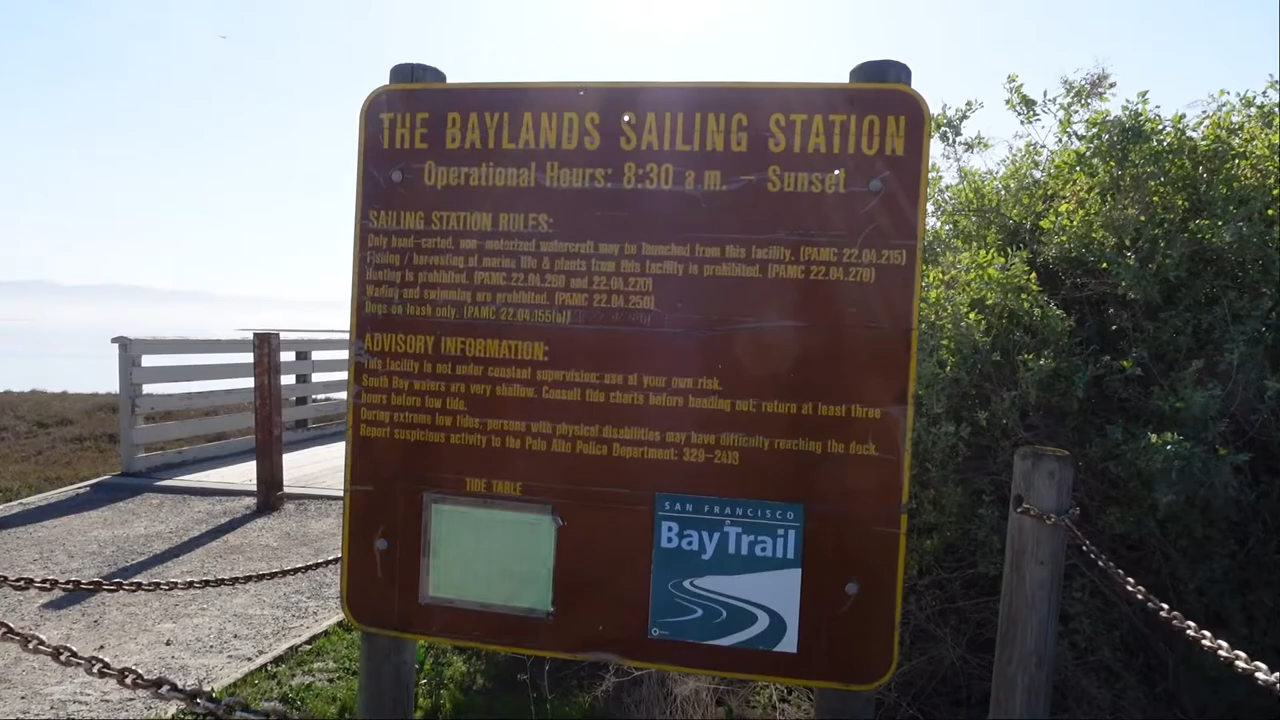 THE BAYLANDS SAILING STATION
Operational Hours: 8:30 a.m. – Sunset
SAILING STATION RULES:
Only hand-carted, non-motorized watercraft may be launched from this facility. (PAMC 22.04.215)
Fishing / harvesting of marine life & plants from this facility is prohibited. (PAMC 22.04.270)
Hunting is prohibited. (PAMC 22.04.260 and 22.04.270)
Wading and swimming are prohibited. (PAMC 22.04.250)
Dogs on leash only. (PAMC 22.04.155(b))
ADVISORY INFORMATION:
This facility is not under constant supervision; use at your own risk.
South Bay waters are very shallow. Consult tide charts before heading out; return at least three
hours before low tide.
During extreme low tides, persons with physical disabilities may have difficulty reaching the dock.
Report suspicious activity to the Palo Alto Police Department: 329-2413
TIDE TABLE
SAN FRANCISCO
Bay Trail